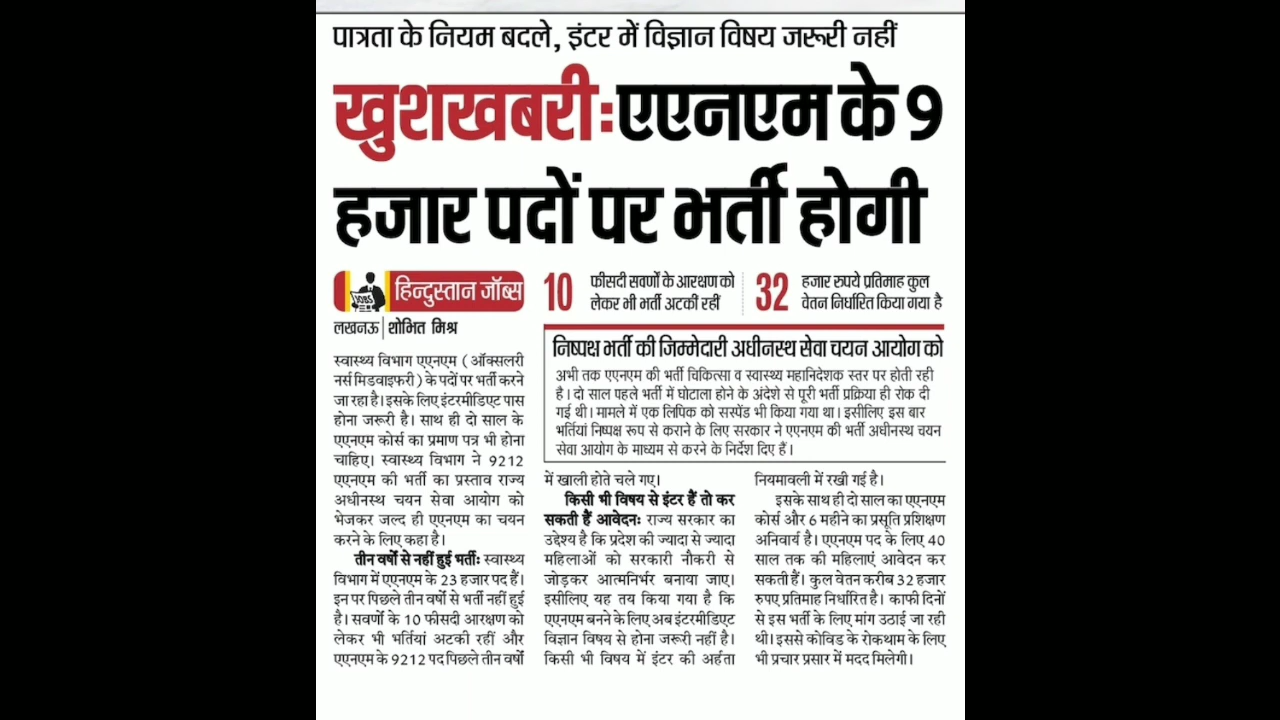 पात्रता के नियम बदले, इंटर में विज्ञान विषय जरूरी नहीं
खुशखबरी: एएनएम के 9
हजार पदों पर भर्ती होगी
JOBS
हिन्दुस्तान जॉब्स
लखनऊ | शोभित मिश्र
10 फीसदी सवर्णों के आरक्षण को
लेकर भी भर्ती अटकी रहीं
32 हजार रुपये प्रतिमाह कुल
वेतन निर्धारित किया गया है
स्वास्थ्य विभाग एएनएम ( ऑक्सलरी
नर्स मिडवाइफरी ) के पदों पर भर्ती करने
जा रहा है। इसके लिए इंटरमीडिएट पास
होना जरूरी है। साथ ही दो साल के
एएनएम कोर्स का प्रमाण पत्र भी होना
चाहिए। स्वास्थ्य विभाग ने 9212
एएनएम की भर्ती का प्रस्ताव राज्य
अधीनस्थ चयन सेवा आयोग को
भेजकर जल्द ही एएनएम का चयन
करने के लिए कहा है।
तीन वर्षों से नहीं हुई भर्ती: स्वास्थ्य
विभाग में एएनएम के 23 हजार पद हैं।
इन पर पिछले तीन वर्षों से भर्ती नहीं हुई
है। सवर्णों के 10 फीसदी आरक्षण को
लेकर भी भर्तियां अटकी रहीं और
एएनएम के 9212 पद पिछले तीन वर्षों
निष्पक्ष भर्ती की जिम्मेदारी अधीनस्थ सेवा चयन आयोग को
अभी तक एएनएम की भर्ती चिकित्सा व स्वास्थ्य महानिदेशक स्तर पर होती रही
है। दो साल पहले भर्ती में घोटाला होने के अंदेशे से पूरी भर्ती प्रक्रिया ही रोक दी
गई थी। मामले में एक लिपिक को सस्पेंड भी किया गया था। इसीलिए इस बार
भर्तियां निष्पक्ष रूप से कराने के लिए सरकार ने एएनएम की भर्ती अधीनस्थ चयन
सेवा आयोग के माध्यम से करने के निर्देश दिए हैं।
में खाली होते चले गए।
किसी भी विषय से इंटर हैं तो कर
सकती हैं आवेदन: राज्य सरकार का
उद्देश्य है कि प्रदेश की ज्यादा से ज्यादा
महिलाओं को सरकारी नौकरी से
जोड़कर आत्मनिर्भर बनाया जाए।
इसीलिए यह तय किया गया है कि
एएनएम बनने के लिए अब इंटरमीडिएट
विज्ञान विषय से होना जरूरी नहीं है।
किसी भी विषय में इंटर की अर्हता
नियमावली में रखी गई है।
इसके साथ ही दो साल का एएनएम
कोर्स और 6 महीने का प्रसूति प्रशिक्षण
अनिवार्य है। एएनएम पद के लिए 40
साल तक की महिलाएं आवेदन कर
सकती हैं। कुल वेतन करीब 32 हजार
रुपए प्रतिमाह निर्धारित है। काफी दिनों
से इस भर्ती के लिए मांग उठाई जा रही
थी। इससे कोविड के रोकथाम के लिए
भी प्रचार प्रसार में मदद मिलेगी।